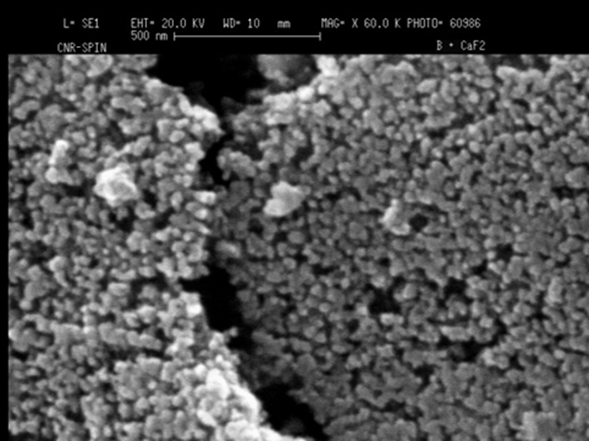 L= SE1 EHT= 20.0 KV WD= 10 mm MAG= X 60.0 K PHOTO= 60986
500 nm
CNR-SPIN B + CaF2